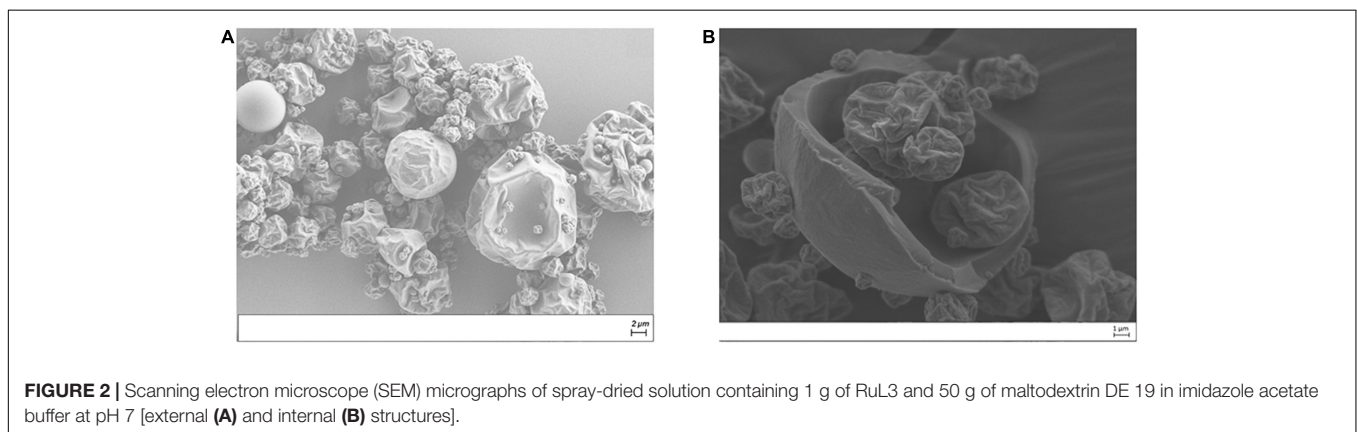 A
B
2 µm
1 µm
FIGURE 2 | Scanning electron microscope (SEM) micrographs of spray-dried solution containing 1 g of RuL3 and 50 g of maltodextrin DE 19 in imidazole acetate
buffer at pH 7 [external (A) and internal (B) structures].